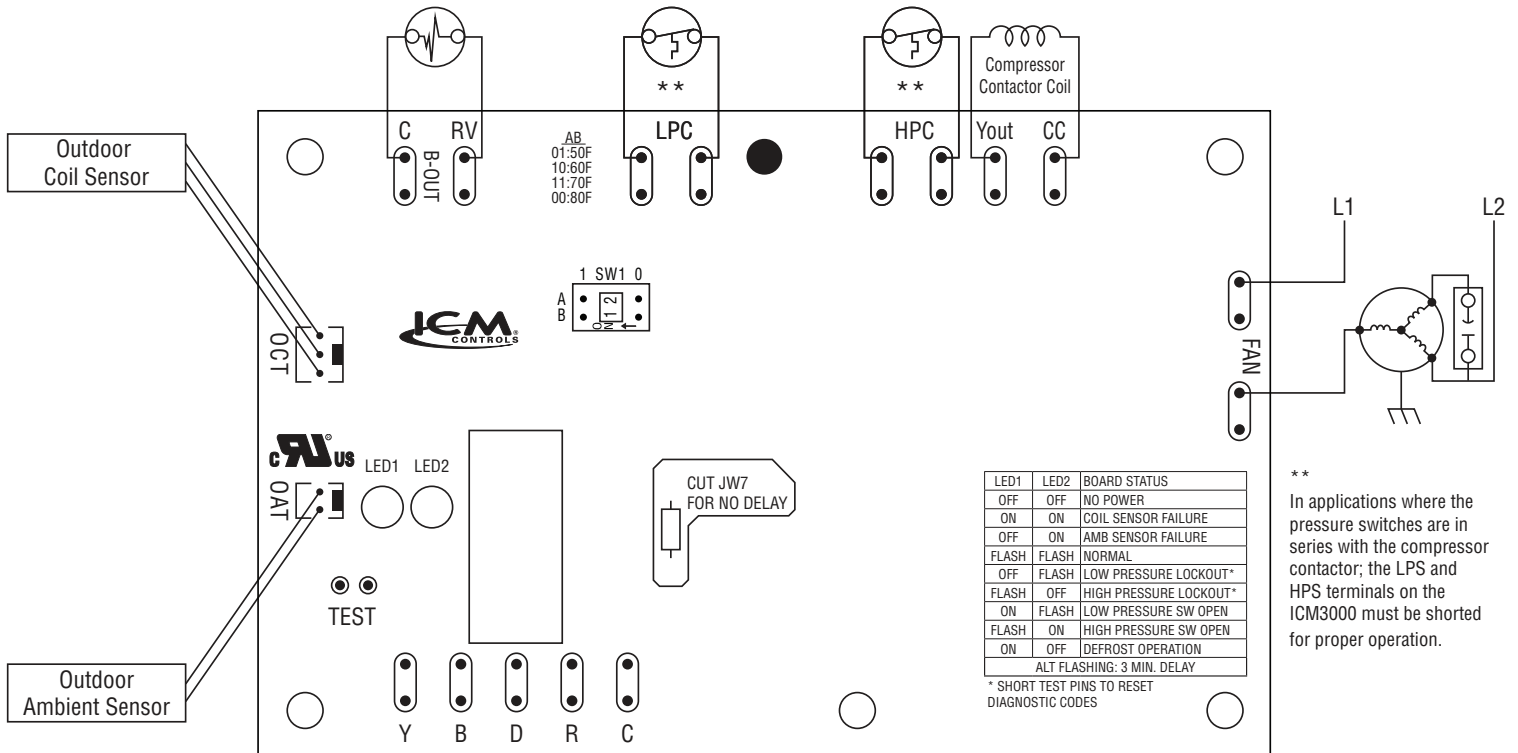 Compressor
Contactor Coil
* *
* *
C
RV
B-OUT
AB
01:50F
10:60F
11:70F
00:80F
LPC
HPC
Yout
CC
Outdoor
Coil Sensor
L1
L2
1 SW1 0
A
B
1 2
ON
ICM®
CONTROLS
OCT
FAN
c RU® US
LED1
LED2
OAT
CUT JW7
FOR NO DELAY
TEST
LED1 LED2 BOARD STATUS
OFF OFF NO POWER
ON ON COIL SENSOR FAILURE
OFF ON AMB SENSOR FAILURE
FLASH FLASH NORMAL
OFF FLASH LOW PRESSURE LOCKOUT*
FLASH OFF HIGH PRESSURE LOCKOUT*
ON FLASH LOW PRESSURE SW OPEN
FLASH ON HIGH PRESSURE SW OPEN
ON OFF DEFROST OPERATION
ALT FLASHING: 3 MIN. DELAY
* SHORT TEST PINS TO RESET
DIAGNOSTIC CODES
**
In applications where the
pressure switches are in
series with the compressor
contactor; the LPS and
HPS terminals on the
ICM3000 must be shorted
for proper operation.
Outdoor
Ambient Sensor
Y
B
D
R
C